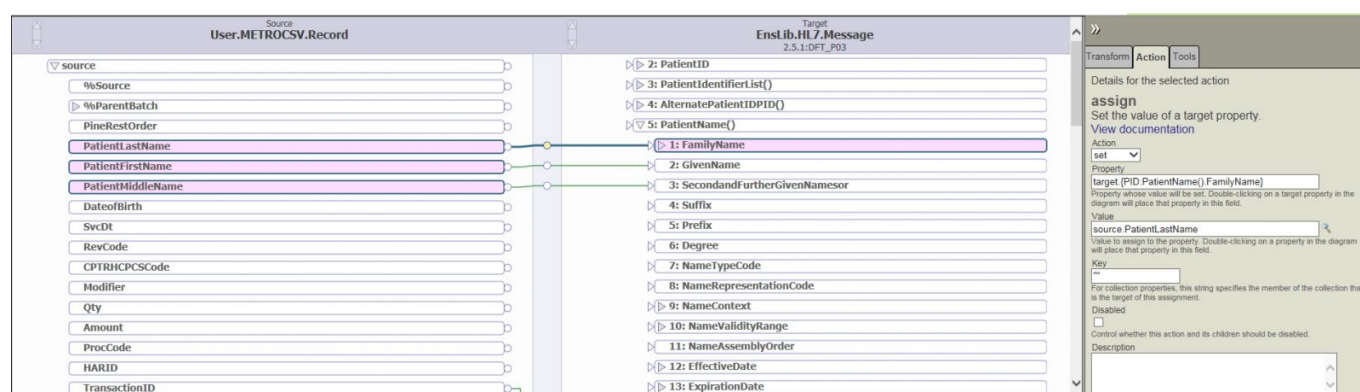 Source
User.METROCSV.Record
Target
EnsLib.HL7.Message
2.5.1:DFT_P03
source
%Source
%ParentBatch
PineRestOrder
PatientLastName
PatientFirstName
PatientMiddleName
DateofBirth
SvcDt
RevCode
CPTRHCPCSCode
Modifier
Qty
Amount
ProcCode
HARID
TransactionID
2: PatientID
3: PatientIdentifierList()
4: AlternatePatientIDPID()
5: PatientName()
1: FamilyName
2: GivenName
3: SecondandFurtherGivenNamesor
4: Suffix
5: Prefix
6: Degree
7: NameTypeCode
8: NameRepresentationCode
9: NameContext
10: NameValidityRange
11: NameAssemblyOrder
12: EffectiveDate
13: ExpirationDate
»
Transform Action Tools
Details for the selected action
assign
Set the value of a target property.
View documentation
Action
set
Property
target.{PID:PatientName().FamilyName}
Property whose value will be set. Double-clicking on a target property in the
diagram will place that property in this field.
Value
source.PatientLastName
Value to assign to the property. Double-clicking on a property in the diagram
will place that property in this field.
Key
""
For collection properties, this string specifies the member of the collection tha
is the target of this assignment.
Disabled
Control whether this action and its children should be disabled.
Description